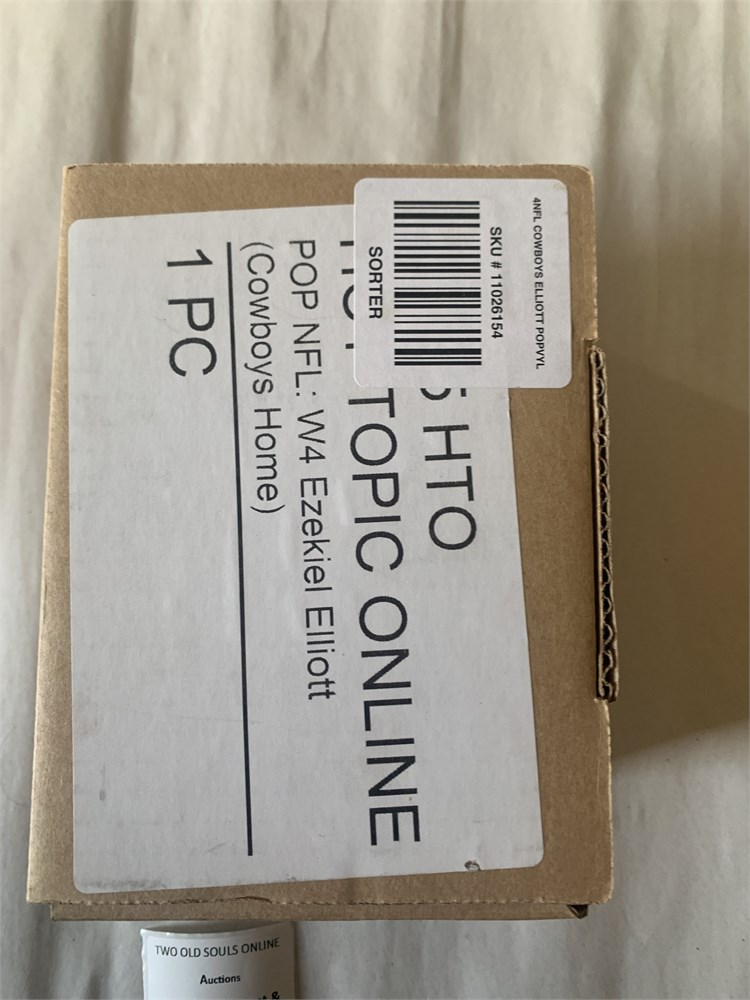 4NFL COWBOYS ELLIOTT POPVYL
SKU # 11026154
SORTER
HTO
TOPIC ONLINE
POP NFL: W4 Ezekiel Elliott
(Cowboys Home)
1 PC
TWO OLD SOULS ONLINE
Auctions
&